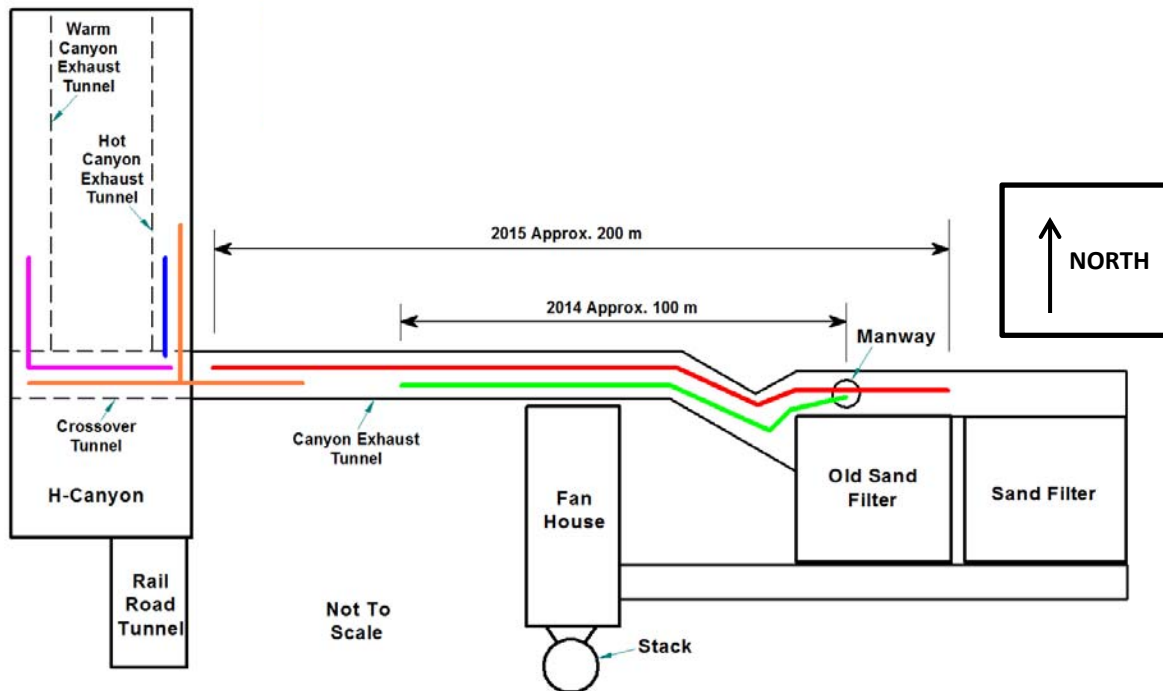 Warm
Canyon
Exhaust
Tunnel
Hot
Canyon
Exhaust
Tunnel
2015 Approx. 200 m
NORTH
2014 Approx. 100 m
Manway
Crossover
Tunnel
Canyon Exhaust
Tunnel
H-Canyon
Fan
House
Old Sand
Filter
Sand Filter
Rail
Road
Tunnel
Not To
Scale
Stack